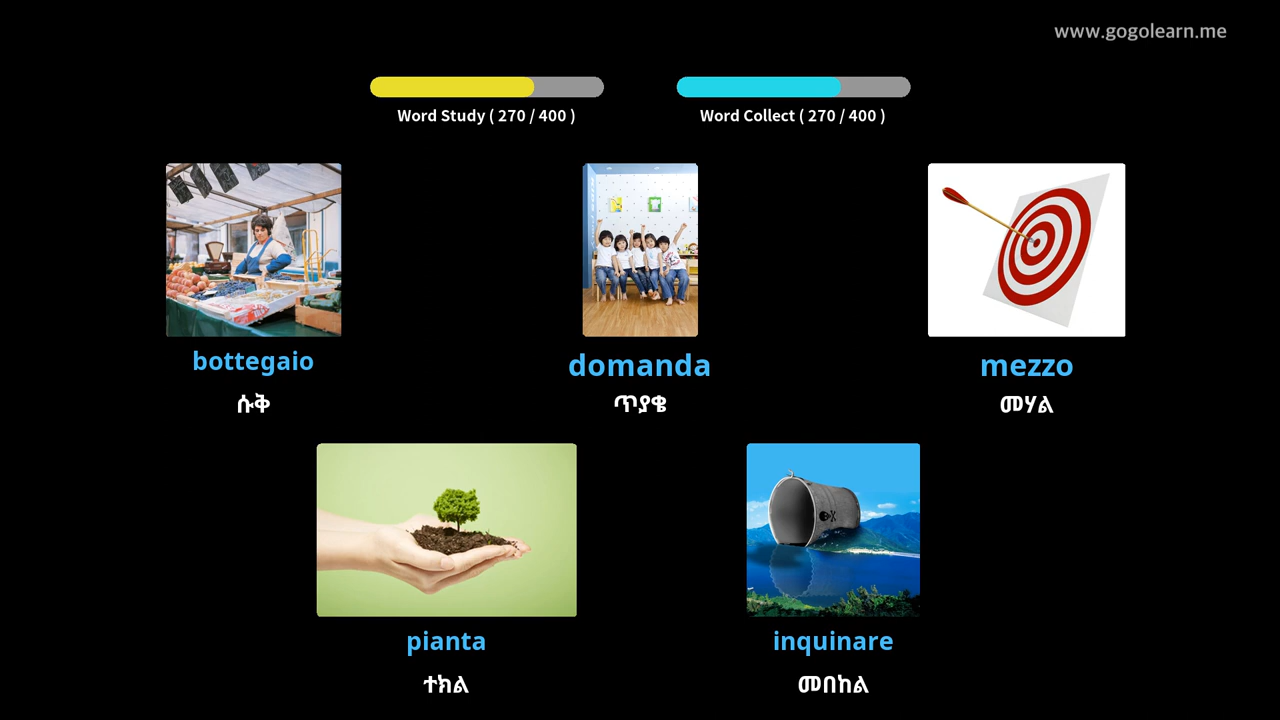 www.gogolearn.me
Word Study ( 270 / 400 )
Word Collect ( 270 / 400 )
bottegaio
ሱቅ
domanda
ጥያቄ
mezzo
መሃል
pianta
ተክል
inquinare
መበከል